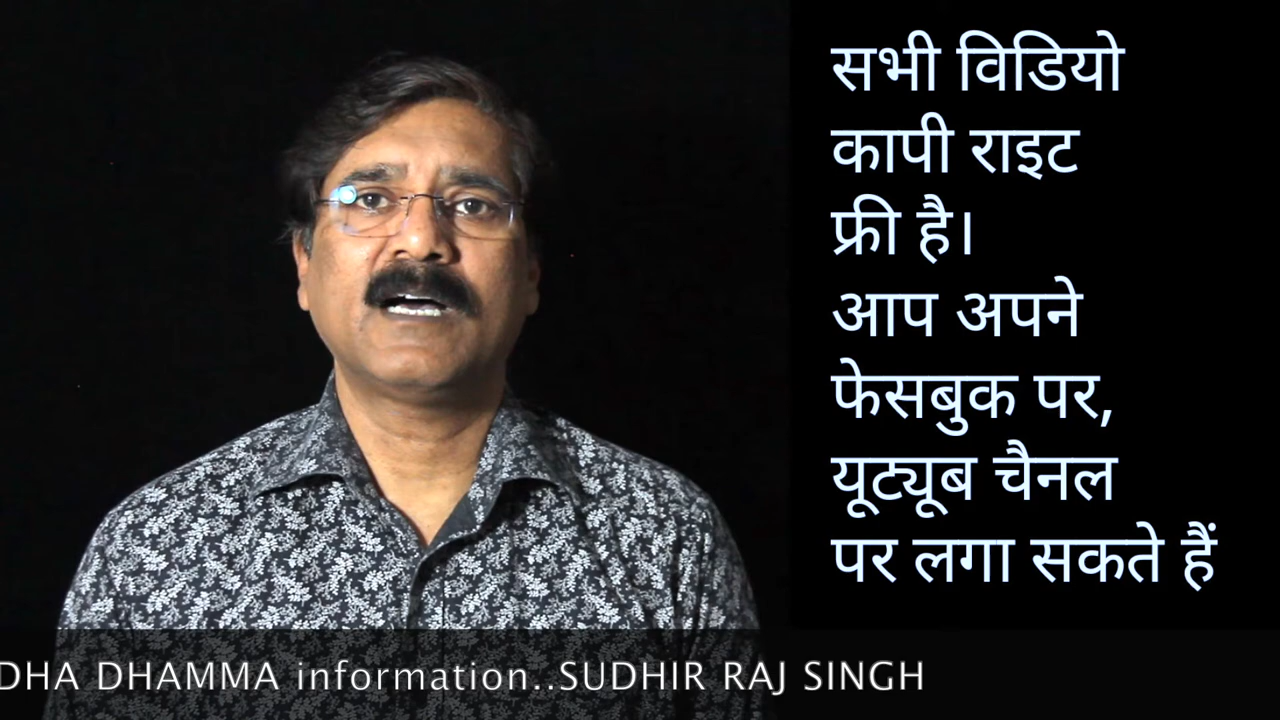 सभी विडियो
कापी राइट
फ्री है।
आप अपने
फेसबुक पर,
यूट्यूब चैनल
पर लगा सकते हैं
DHA DHAMMA information..SUDHIR RAJ SINGH